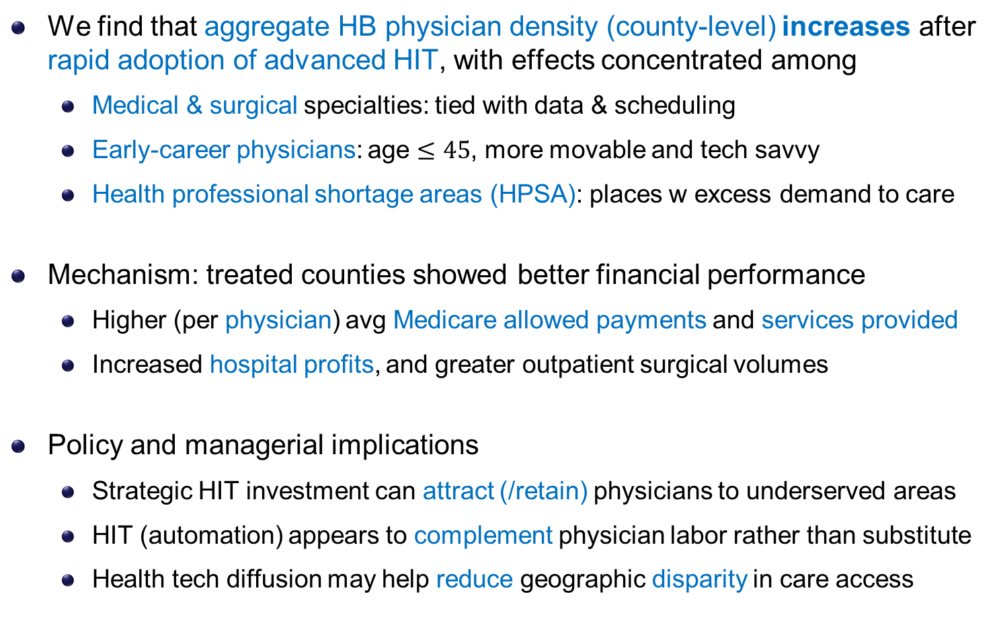 We find that aggregate HB physician density (county-level) increases after
rapid adoption of advanced HIT, with effects concentrated among
Medical & surgical specialties: tied with data & scheduling
Early-career physicians: age ≤ 45, more movable and tech savvy
Health professional shortage areas (HPSA): places w excess demand to care
Mechanism: treated counties showed better financial performance
Higher (per physician) avg Medicare allowed payments and services provided
Increased hospital profits, and greater outpatient surgical volumes
Policy and managerial implications
Strategic HIT investment can attract (/retain) physicians to underserved areas
HIT (automation) appears to complement physician labor rather than substitute
Health tech diffusion may help reduce geographic disparity in care access